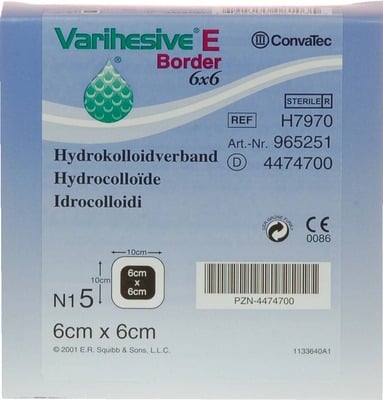 Varihesive® E
Border
6x6
ConvaTec
STERILE R
REF H7970
Art.-Nr. 965251
D 4474700
Hydrokolloidverband
Hydrocolloïde
Idrocolloidi
CE
0086
10cm
10cm
6cm
x
6cm
N1 5
PZN-4474700
6cm x 6cm
© 2001 E.R. Squibb & Sons, L.L.C.
1133640A1